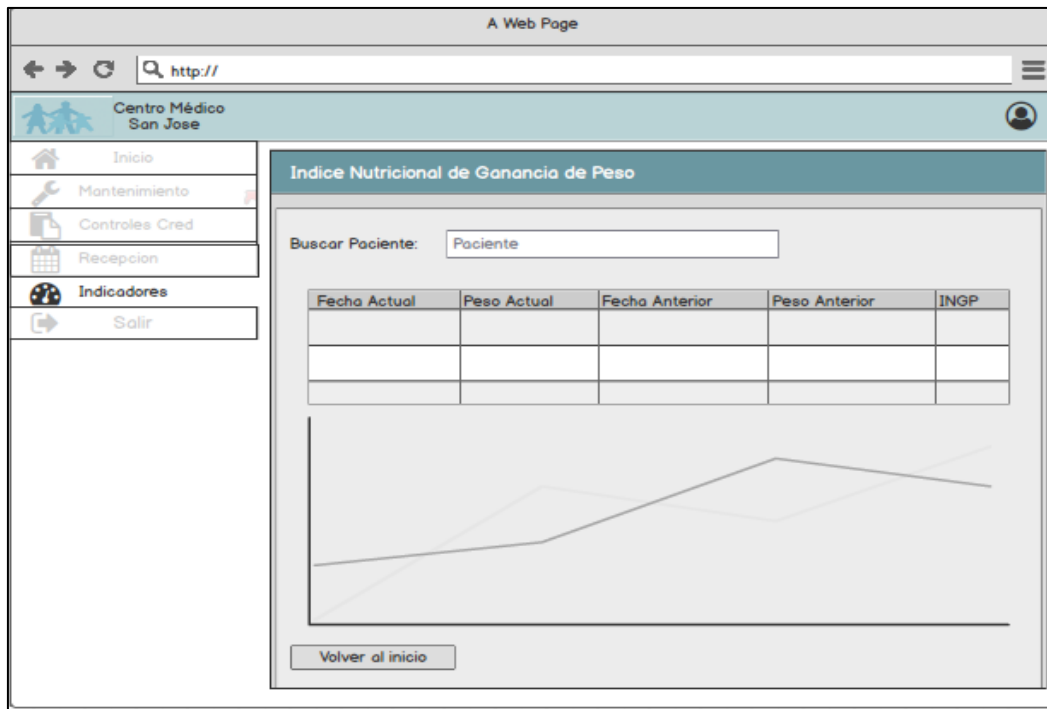 A Web Page
http://
Centro Médico
San Jose
Inicio
Mantenimiento
Controles Cred
Recepcion
Indicadores
Salir
Indice Nutricional de Ganancia de Peso
Buscar Paciente: Paciente
Fecha Actual Peso Actual Fecha Anterior Peso Anterior INGP
Volver al inicio